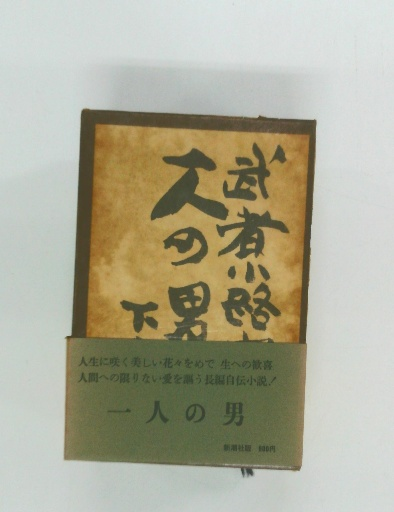 武者小路
一人の男
下
人生に咲く美しい花々をめで 生への歓喜
人間への限りない愛を謳う長編自伝小説!
一人の男
新潮社版